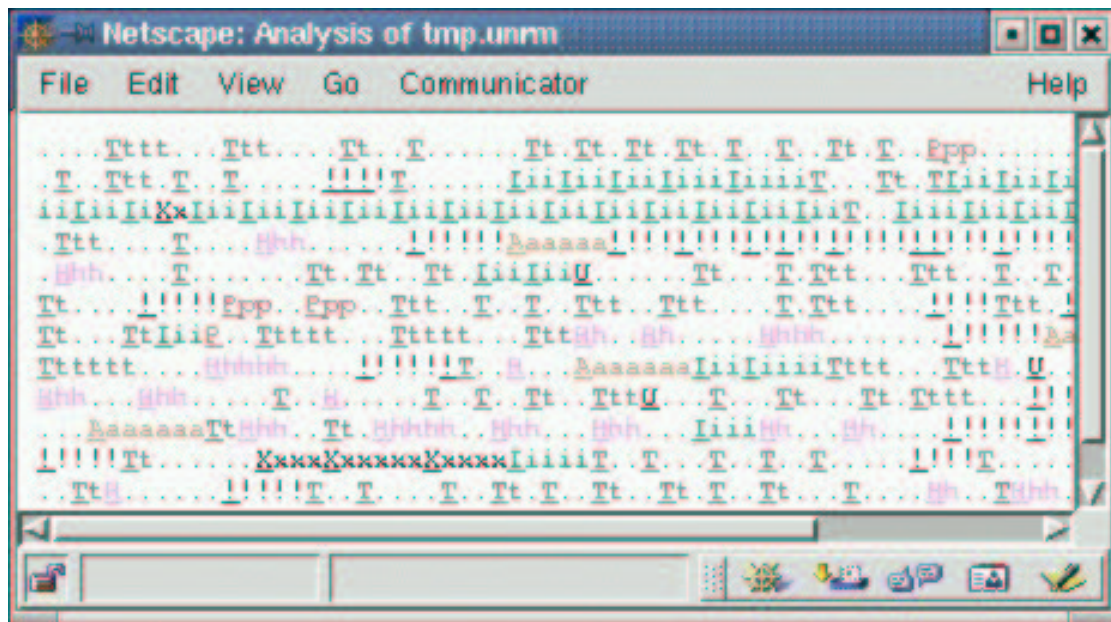 Netscape: Analysis of tmp.unrm
File Edit View Go Communicator Help
....Tttt...Ttt....Tt..T......Tt.Tt.Tt.Tt.T..T..Tt.T..Ppp......
.T..Ttt.T..T.....!!!!T......IiiIiiIiiIiiiIiiiiT...Tt.TIiiIiiIi
iiIiiIiXxIiiIiiIiiIiiIiiIiiIiiIiiIiiIiiIiiIiiIiiT..IiiiIiiIiiI
.Ttt....T....Hhh......!!!!!!Aaaaaa!!!!!!!!!!!!!!!!!!!!!!!!!!!!
.Hhh....T.......Tt.Tt..Tt.IiiIiiU......Tt...T.Ttt...Ttt..T..T.
Tt....!!!!!Ppp..Ppp..Ttt..T..T..Ttt..Ttt....T.Ttt....!!!!Ttt.!
Tt...TtIiiP..Ttttt...Ttttt...TttHh..Hh.....Hhhh.......!!!!!!Aa
Tttttt....Hhhhh....!!!!!!T..H...AaaaaaaIiiIiiiiTttt...TttH.U..
Hhh...Hhh.....T..H.....T..T..Tt..TttU...T...Tt...Tt.Tttt...!!!
...AaaaaaaTtHhh..Tt.Hhhhh..Hhh...Hhh...IiiiHh...Hh....!!!!!!!!
!!!!!Tt......XxxxXxxxxxXxxxxIiiiiT..T...T..T..T.....!!!!T.....
..TtH......!!!!!T..T....T..Tt.T..Tt..Tt.T..Tt...T....Hh..THhh